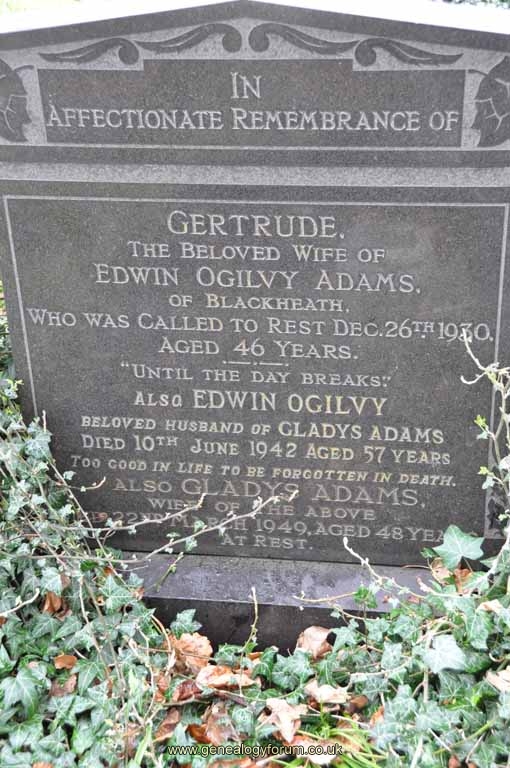 IN
AFFECTIONATE REMEMBRANCE OF
GERTRUDE.
THE BELOVED WIFE OF
EDWIN OGILVY ADAMS.
OF BLACKHEATH,
WHO WAS CALLED TO REST DEC. 26TH 1930.
AGED 46 YEARS.
"UNTIL THE DAY BREAKS."
ALSO EDWIN OGILVY
BELOVED HUSBAND OF GLADYS ADAMS
DIED 10TH JUNE 1942 AGED 57 YEARS
TOO GOOD IN LIFE TO BE FORGOTTEN IN DEATH.
ALSO GLADYS ADAMS,
WIFE OF THE ABOVE
22ND MARCH 1949, AGED 48 YEA
AT REST.
www.genealogyforum.co.uk